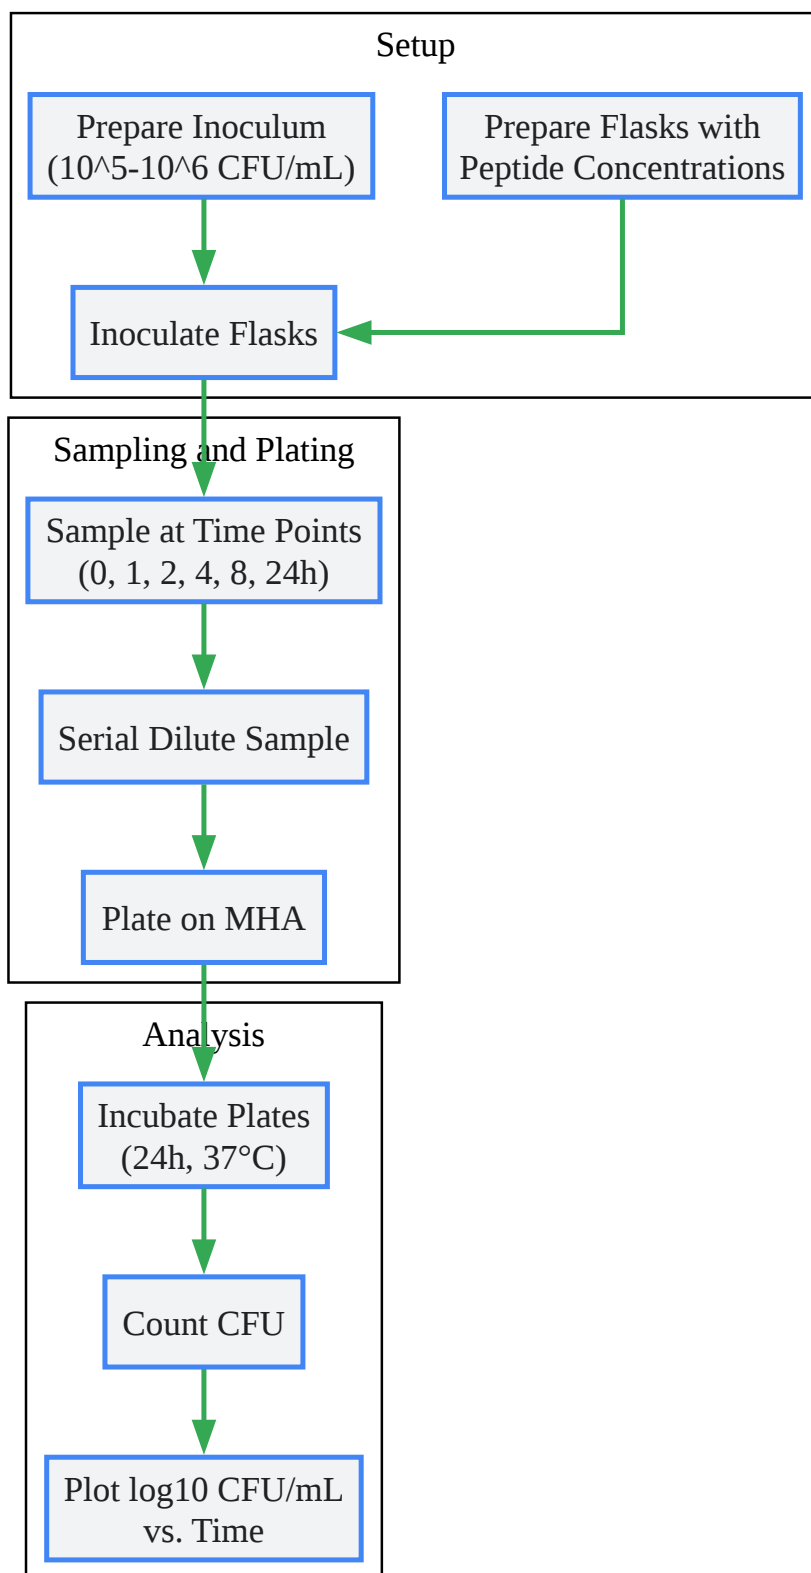 Setup
Prepare Inoculum
(10^5-10^6 CFU/mL)
Prepare Flasks with
Peptide Concentrations
Inoculate Flasks
Sampling and Plating
Sample at Time Points
(0, 1, 2, 4, 8, 24h)
Serial Dilute Sample
Plate on MHA
Analysis
Incubate Plates
(24h, 37°C)
Count CFU
Plot log10 CFU/mL
vs. Time